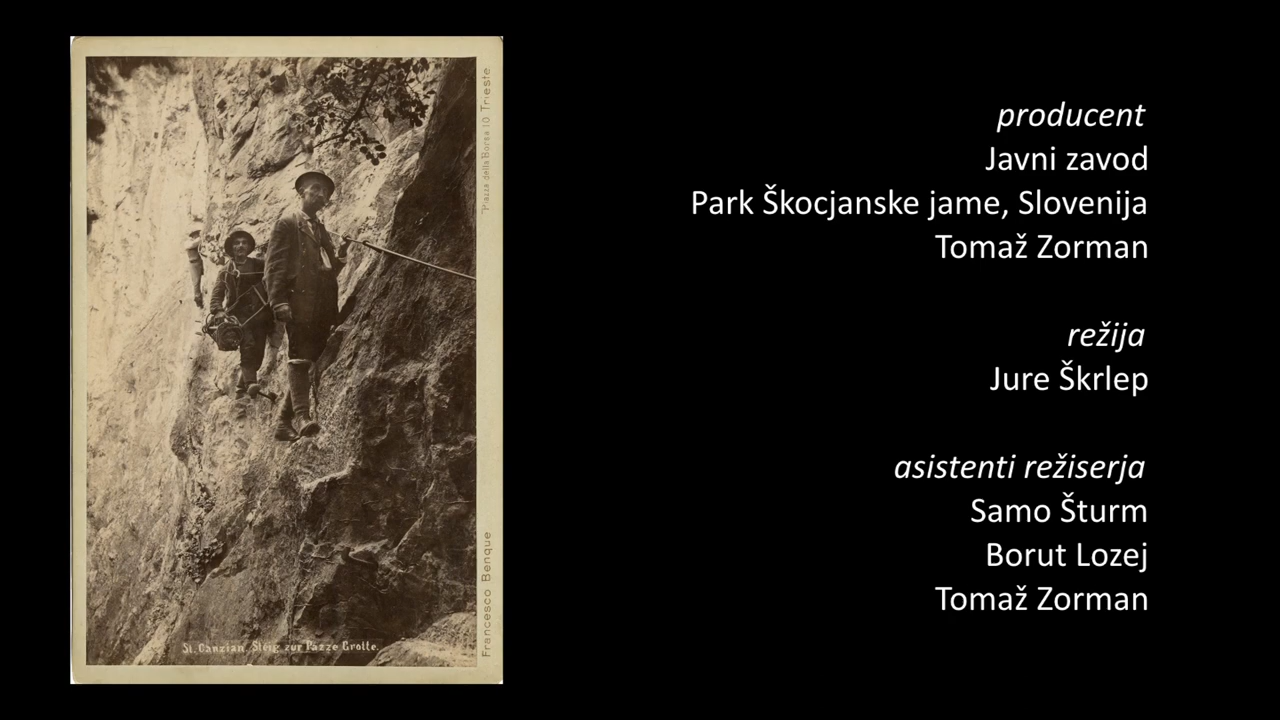 Piazza della Borsa 10 Trieste
Francesco Benque
St. Canzian. Steig zur Pazze Grotte.
producent
Javni zavod
Park Škocjanske jame, Slovenija
Tomaž Zorman
režija
Jure Škrlep
asistenti režiserja
Samo Šturm
Borut Lozej
Tomaž Zorman